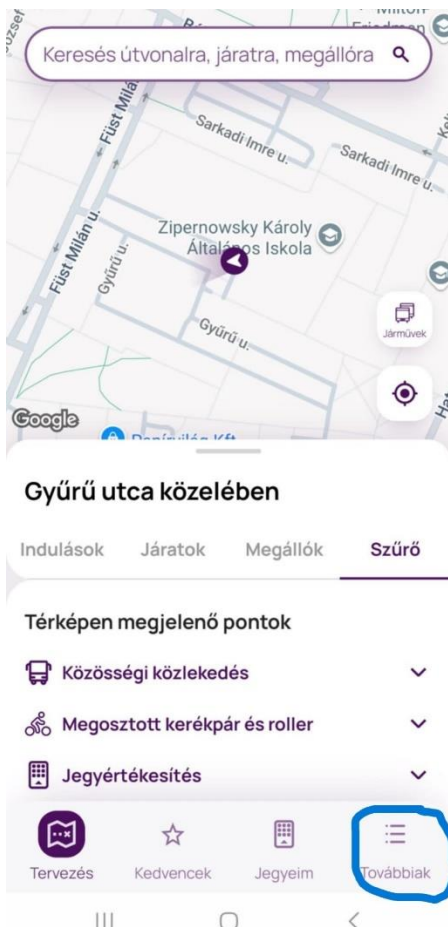 Keresés útvonalra, járatra, megállóra
Füst Milá
Sarkadi Imre u.
Sarkadi Imre u.
Füst Milán u.
Gyűrű u.
Zipernowsky Károly
Általános Iskola
Gyűrű u.
Járművek
Google
Gyűrű utca közelében
Indulások Járatok Megállók Szűrő
Térképen megjelenő pontok
Közösségi közlekedés
Megosztott kerékpár és roller
Jegyértékesítés
Tervezés Kedvencek Jegyeim Továbbiak